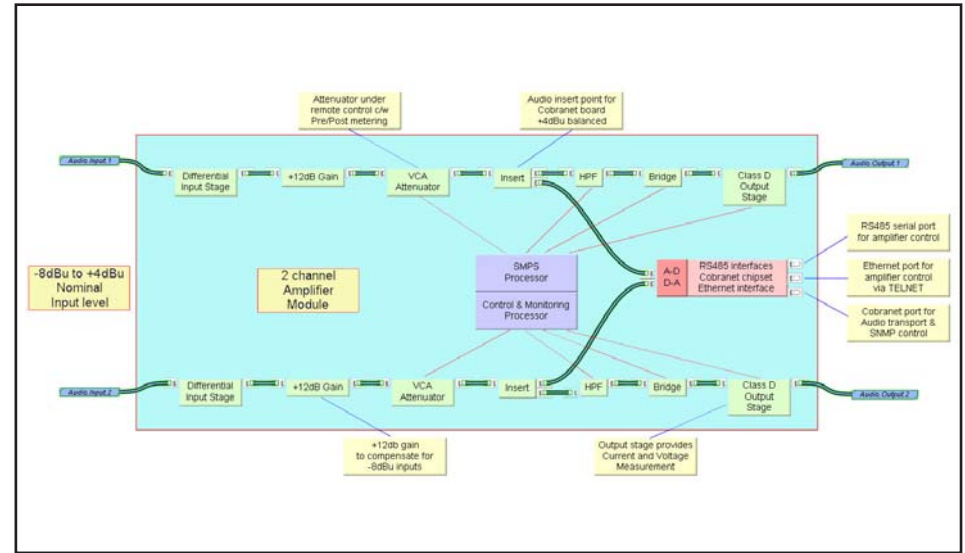 Attenuator under
remote control c/w
Pre/Post metering
Audio insert point for
Cobranet board
+4dBu balanced
Audio Input.1
Differential
Input Stage
+12dB Gain
VCA
Attenuator
Insert
HPF
Bridge
Class D
Output
Stage
Audio Output.1
-8dBu to +4dBu
Nominal
Input level
2 channel
Amplifier
Module
SMPS
Processor
Control & Monitoring
Processor
A-D
D-A
RS485 interfaces
Cobranet chipset
Ethernet interface
RS485 serial port
for amplifier control
Ethernet port for
amplifier control
via TELNET
Cobranet port for
Audio transport &
SNMP control
Audio Input.2
Differential
Input Stage
+12dB Gain
VCA
Attenuator
Insert
HPF
Bridge
Class D
Output
Stage
Audio Output.2
+12db gain
to compensate for
-8dBu inputs
Output stage provides
Current and Voltage
Measurement